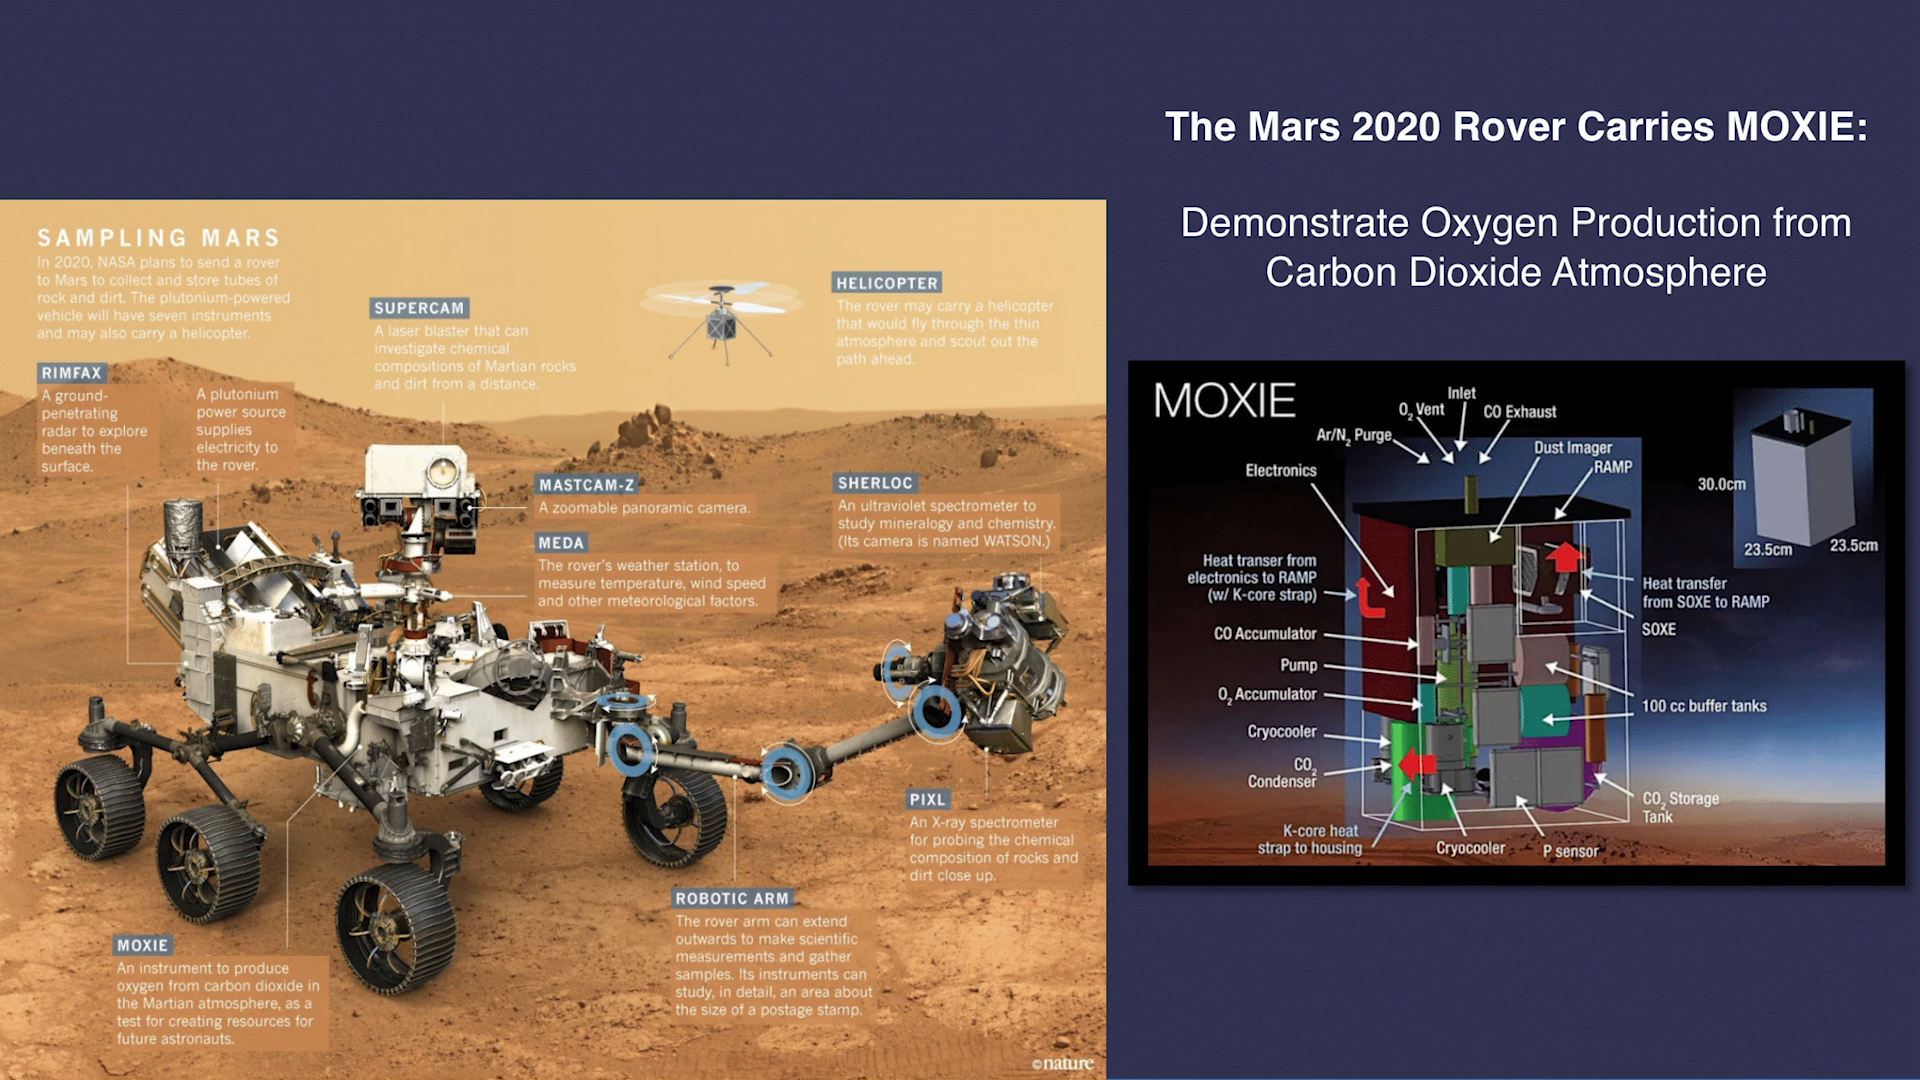 The Mars 2020 Rover Carries MOXIE:
Demonstrate Oxygen Production from
Carbon Dioxide Atmosphere
SAMPLING MARS
In 2020, NASA plans to send a rover
to Mars to collect and store tubes of
rock and dirt. The plutonium-powered
vehicle will have seven instruments
and may also carry a helicopter.
RIMFAX
A ground-
penetrating
radar to explore
beneath the
surface.
A plutonium
power source
supplies
electricity to
the rover.
SUPERCAM
A laser blaster that can
investigate chemical
compositions of Martian rocks
and dirt from a distance.
HELICOPTER
The rover may carry a helicopter
that would fly through the thin
atmosphere and scout out the
path ahead.
MASTCAM-Z
A zoomable panoramic camera.
MEDA
The rover's weather station, to
measure temperature, wind speed
and other meteorological factors.
SHERLOC
An ultraviolet spectrometer to
study mineralogy and chemistry.
(Its camera is named WATSON.)
PIXL
An X-ray spectrometer
for probing the chemical
composition of rocks and
dirt close up.
ROBOTIC ARM
The rover arm can extend
outwards to make scientific
measurements and gather
samples. Its instruments can
study, in detail, an area about
the size of a postage stamp.
MOXIE
An instrument to produce
oxygen from carbon dioxide in
the Martian atmosphere, as a
test for creating resources for
future astronauts.
©nature
MOXIE
Inlet
O₂ Vent
CO Exhaust
Ar/N₂ Purge
Dust Imager
RAMP
Electronics
30.0cm
23.5cm
23.5cm
Heat transer from
electronics to RAMP
(w/ K-core strap)
Heat transfer
from SOXE to RAMP
SOXE
CO Accumulator
Pump
O₂ Accumulator
100 cc buffer tanks
Cryocooler
CO₂
Condenser
CO₂ Storage
Tank
K-core heat
strap to housing
Cryocooler
P sensor